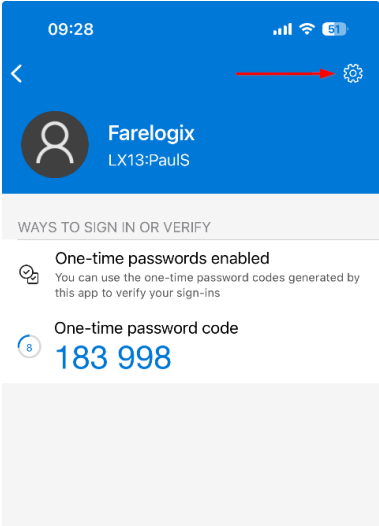 09:28
51
Farelogix
LX13:PaulS
WAYS TO SIGN IN OR VERIFY
One-time passwords enabled
You can use the one-time password codes generated by
this app to verify your sign-ins
One-time password code
8
183 998